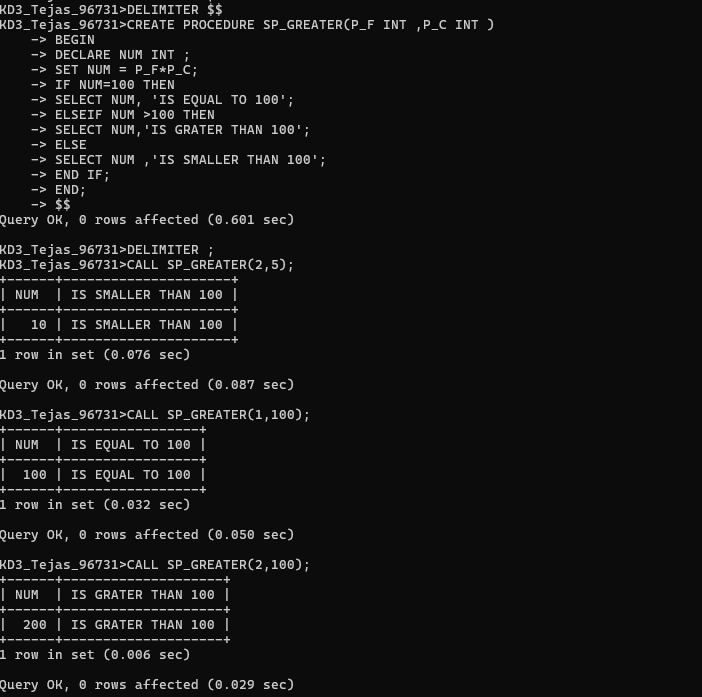 KD3_Tejas_96731>DELIMITER $$
KD3_Tejas_96731>CREATE PROCEDURE SP_GREATER(P_F INT ,P_C INT )
    -> BEGIN
    -> DECLARE NUM INT ;
    -> SET NUM = P_F*P_C;
    -> IF NUM=100 THEN
    -> SELECT NUM, 'IS EQUAL TO 100';
    -> ELSEIF NUM >100 THEN
    -> SELECT NUM,'IS GRATER THAN 100';
    -> ELSE
    -> SELECT NUM ,'IS SMALLER THAN 100';
    -> END IF;
    -> END;
    -> $$
Query OK, 0 rows affected (0.601 sec)

KD3_Tejas_96731>DELIMITER ;
KD3_Tejas_96731>CALL SP_GREATER(2,5);
+------+---------------------+
| NUM  | IS SMALLER THAN 100 |
+------+---------------------+
|   10 | IS SMALLER THAN 100 |
+------+---------------------+
1 row in set (0.076 sec)

Query OK, 0 rows affected (0.087 sec)

KD3_Tejas_96731>CALL SP_GREATER(1,100);
+------+-----------------+
| NUM  | IS EQUAL TO 100 |
+------+-----------------+
|  100 | IS EQUAL TO 100 |
+------+-----------------+
1 row in set (0.032 sec)

Query OK, 0 rows affected (0.050 sec)

KD3_Tejas_96731>CALL SP_GREATER(2,100);
+------+--------------------+
| NUM  | IS GRATER THAN 100 |
+------+--------------------+
|  200 | IS GRATER THAN 100 |
+------+--------------------+
1 row in set (0.006 sec)

Query OK, 0 rows affected (0.029 sec)